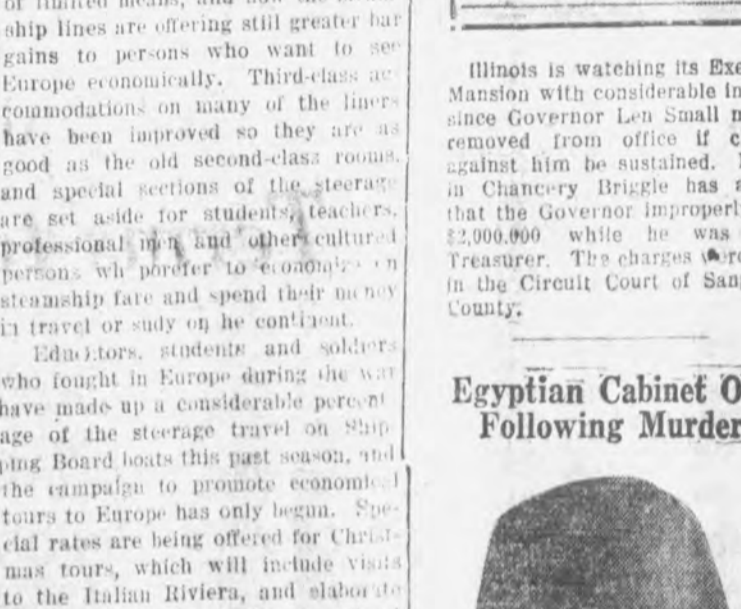 of limited means, and now the
ship lines are offering still greater bar
gains to persons who want to see
Europe economically. Third-class ac-
commodations on many of the liners
have been improved so they are as
good as the old second-class rooms,
and special sections of the steerage
are set aside for students, teachers,
professional men and other cultured
persons wh porefer to economize on
steamship fare and spend their money
in travel or sudy on he continent.
Educators, students and soldiers
who fought in Europe during the war
have made up a considerable percent
age of the steerage travel on Ship
ping Board boats this past season, and
the campaign to promote economical
tours to Europe has only begun. Spe-
cial rates are being offered for Christ-
mas tours, which will include visits
to the Italian Riviera, and elaborate
Illinois is watching its Exe
Mansion with considerable in
since Governor Len Small m
removed from office if c
against him be sustained.
in Chancery Briggle has a
that the Governor improperl
$2,000.000 while he was
Treasurer. The charges were
in the Circuit Court of San
County.
Egyptian Cabinet O
Following Murder